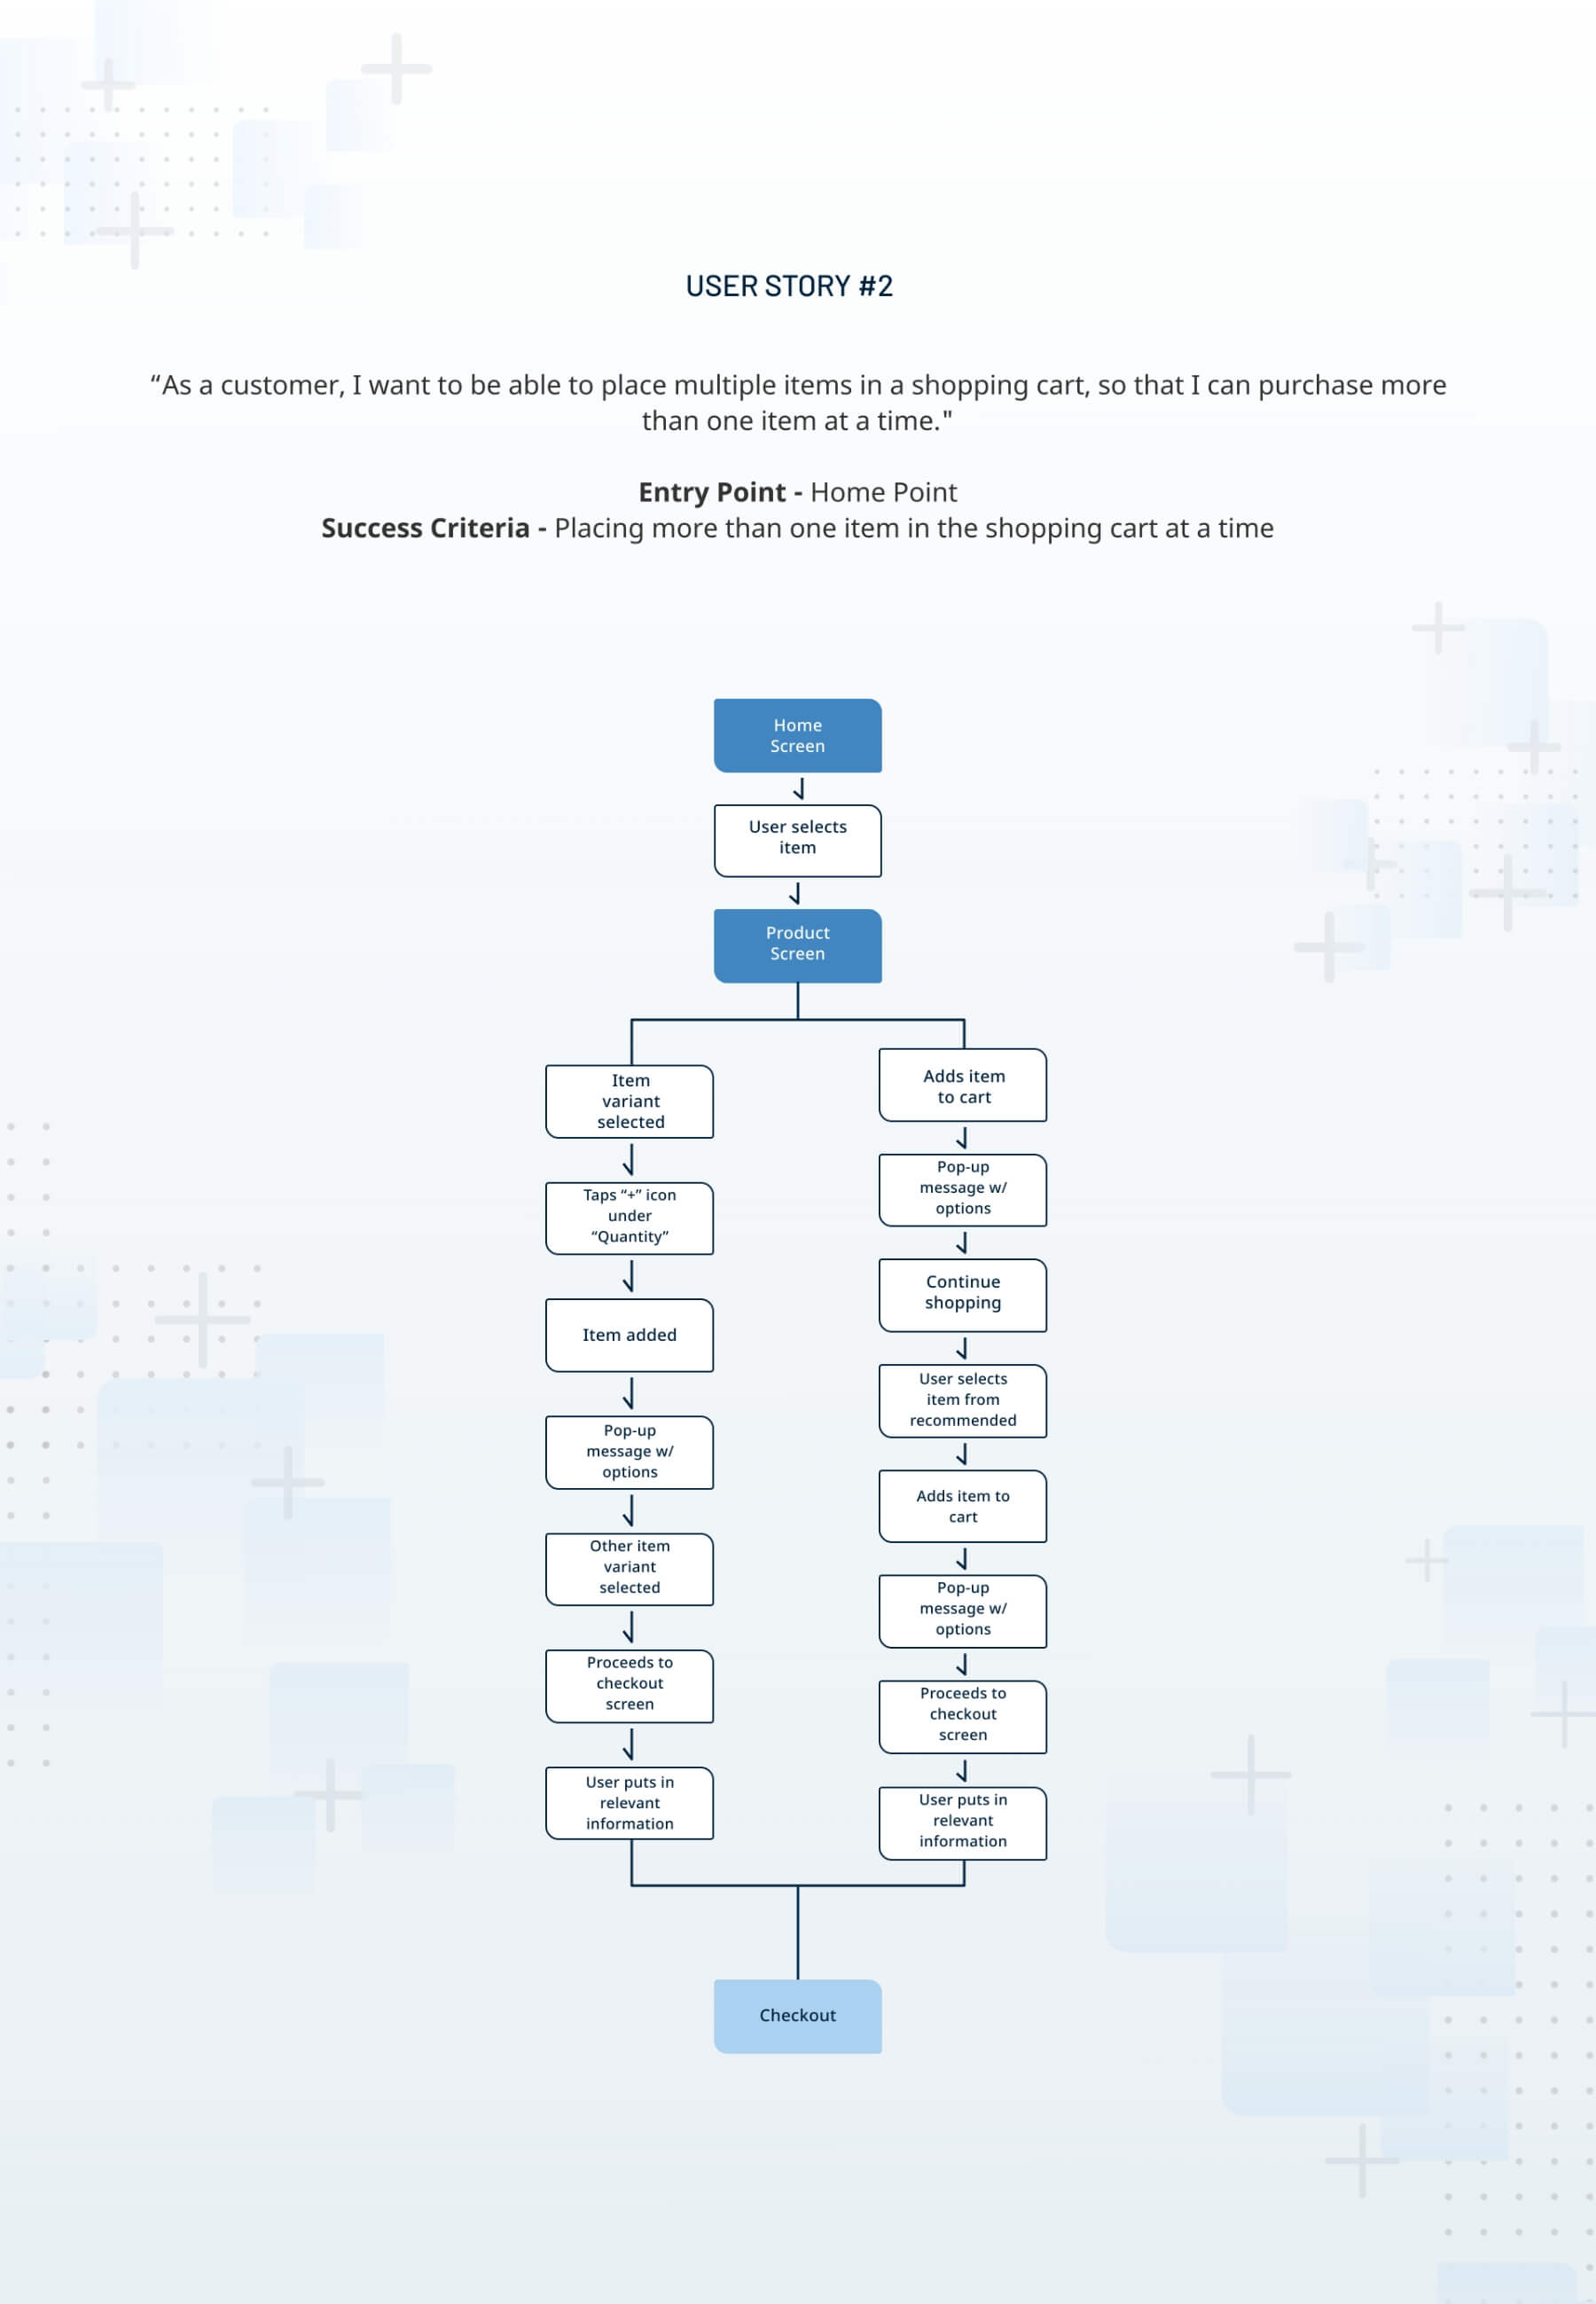 USER STORY #2
“As a customer, I want to be able to place multiple items in a shopping cart, so that I can purchase more
than one item at a time."
Entry Point - Home Point
Success Criteria - Placing more than one item in the shopping cart at a time
Home
Screen
User selects
item
Product
Screen
Item
variant
selected
Taps “+” icon
under
“Quantity”
Item added
Pop-up
message w/
options
Other item
variant
selected
Proceeds to
checkout
screen
User puts in
relevant
information
Adds item
to cart
Pop-up
message w/
options
Continue
shopping
User selects
item from
recommended
Adds item to
cart
Pop-up
message w/
options
Proceeds to
checkout
screen
User puts in
relevant
information
Checkout